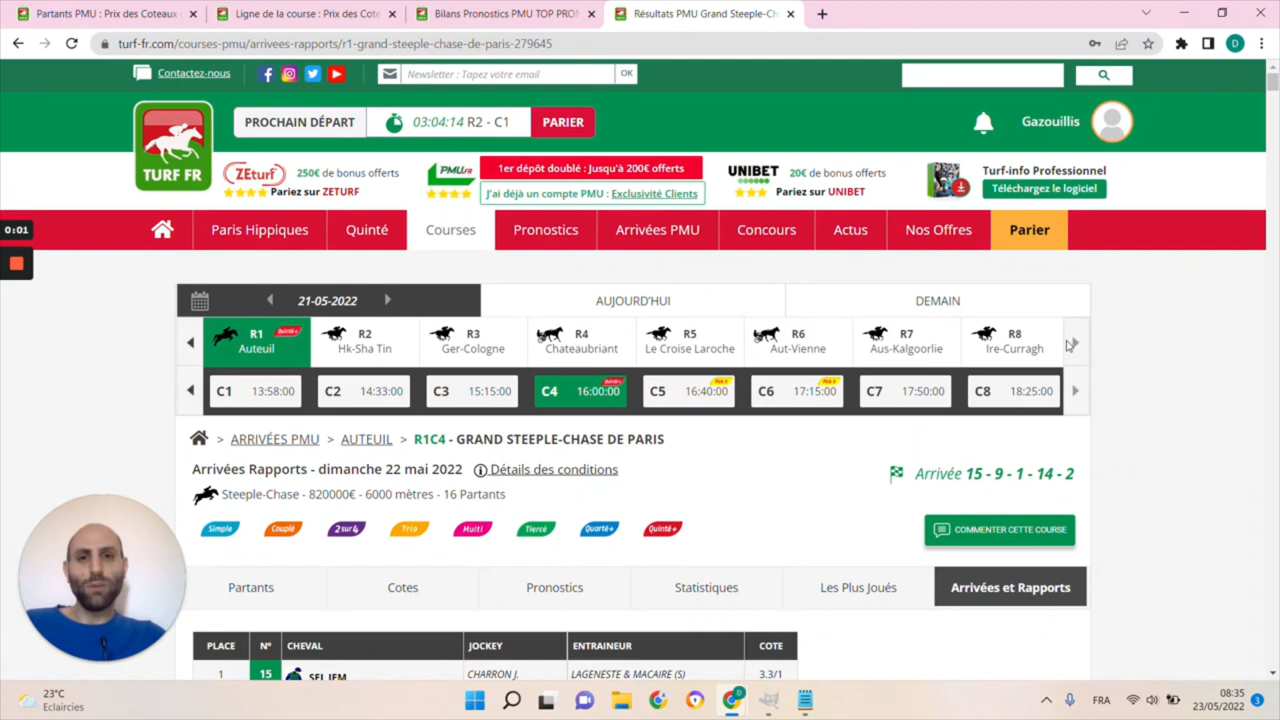 Partants PMU : Prix des Coteaux
Ligne de la course : Prix des Cote
Bilans Pronostics PMU TOP PRO
Résultats PMU Grand Steeple-Ch
turf-fr.com/courses-pmu/arrivees-rapports/r1-grand-steeple-chase-de-paris-279645
D
Contactez-nous
Newsletter : Tapez votre email
OK
TURF FR
PROCHAIN DÉPART
03:04:14 R2 - C1
PARIER
Gazouillis
ZEturf
250€ de bonus offerts
Pariez sur ZETURF
PMU.FR
1er dépôt doublé : Jusqu'à 200€ offerts
J'ai déjà un compte PMU : Exclusivité Clients
UNIBET
20€ de bonus offerts
Pariez sur UNIBET
Turf-info Professionnel
Téléchargez le logiciel
0:01
Paris Hippiques
Quinté
Courses
Pronostics
Arrivées PMU
Concours
Actus
Nos Offres
Parier
21-05-2022
AUJOURD'HUI
DEMAIN
R1 Quinté+
Auteuil
R2
Hk-Sha Tin
R3
Ger-Cologne
R4
Chateaubriant
R5
Le Croise Laroche
R6
Aut-Vienne
R7
Aus-Kalgoorlie
R8
Ire-Curragh
C1 13:58:00
C2 14:33:00
C3 15:15:00
C4 16:00:00
C5 16:40:00
C6 17:15:00
C7 17:50:00
C8 18:25:00
> ARRIVÉES PMU > AUTEUIL > R1C4 - GRAND STEEPLE-CHASE DE PARIS
Arrivées Rapports - dimanche 22 mai 2022 Détails des conditions
Arrivée 15 - 9 - 1 - 14 - 2
Steeple-Chase - 820000€ - 6000 mètres - 16 Partants
Simple
Couplé
2sur4
Trio
Multi
Tiercé
Quarté+
Quinté+
COMMENTER CETTE COURSE
Partants
Cotes
Pronostics
Statistiques
Les Plus Joués
Arrivées et Rapports
PLACE N° CHEVAL JOCKEY ENTRAINEUR COTE
1 15 SEL JEM CHARRON J. LAGENESTE & MACAIRE (S) 3.3/1
23°C
Eclaircies
D
FRA
08:35
23/05/2022
3